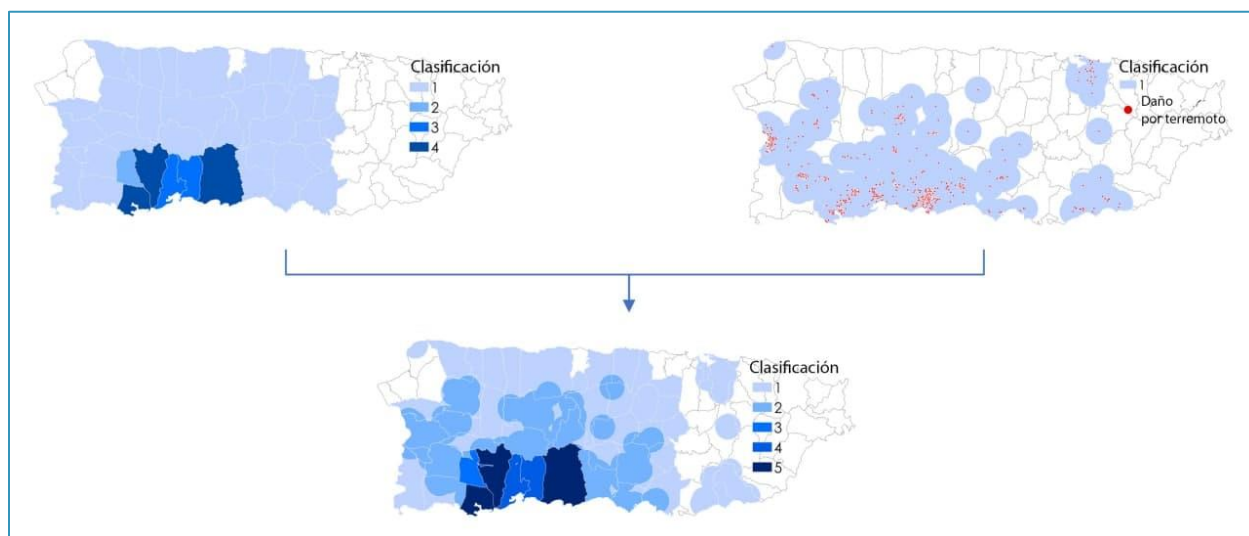 Clasificación
1
2
3
4
Clasificación
1
Daño
por terremoto
Clasificación
1
2
3
4
5